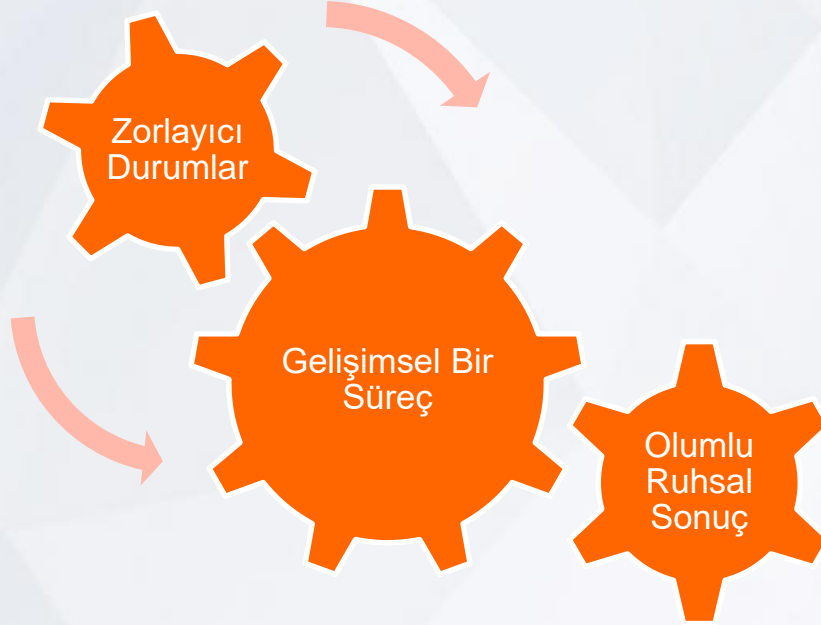 Zorlayıcı
Durumlar
Gelişimsel Bir
Süreç
Olumlu
Ruhsal
Sonuç